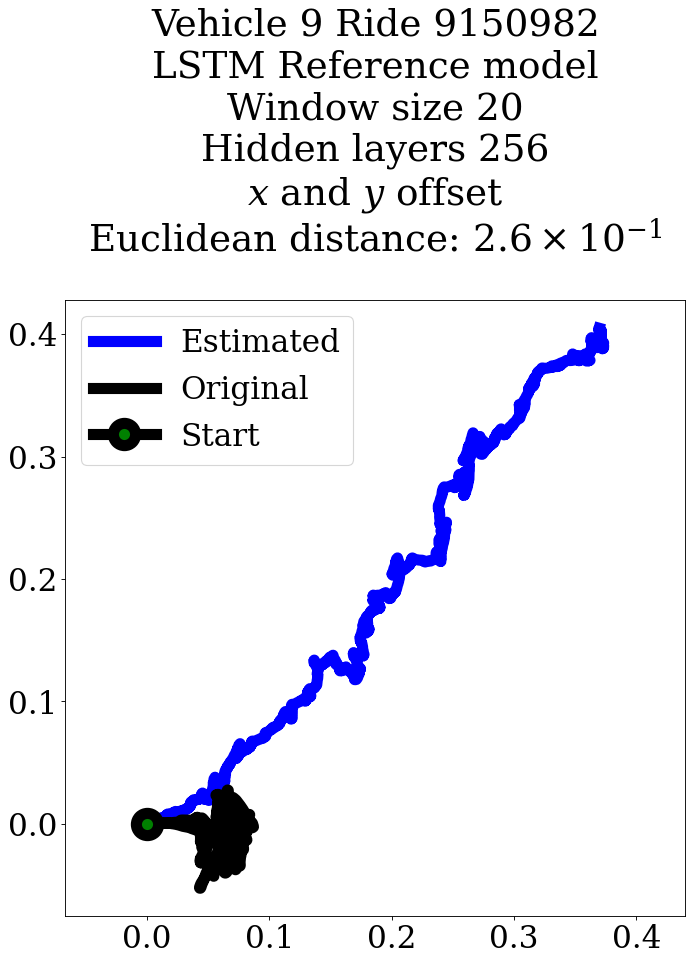 Vehicle 9 Ride 9150982
LSTM Reference model
Window size 20
Hidden layers 256
x and y offset
Euclidean distance: 2.6 × 10⁻¹
Estimated
Original
Start
0.4
0.3
0.2
0.1
0.0
0.0 0.1 0.2 0.3 0.4